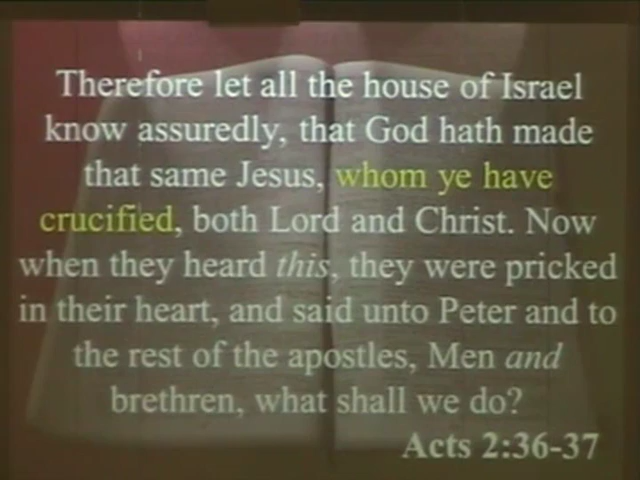 Therefore let all the house of Israel
know assuredly, that God hath made
that same Jesus, whom ye have
crucified, both Lord and Christ. Now
when they heard this, they were pricked
in their heart, and said unto Peter and to
the rest of the apostles, Men and
brethren, what shall we do?
Acts 2:36-37